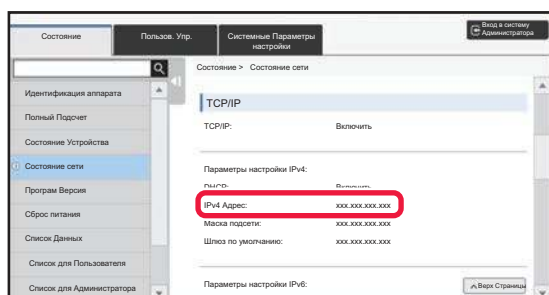 Состояние
Пользов. Упр.
Системные Параметры
настройки
Вход в систему
Администратора
Состояние > Состояние сети
Идентификация аппарата
Полный Подсчет
Состояние Устройства
Состояние сети
Програм Версия
Сброс питания
Список Данных
Список для Пользователя
Список для Администратора
TCP/IP
TCP/IP: Включить
Параметры настройки IPv4:
DHCP: Включить
IPv4 Адрес: xxx.xxx.xxx.xxx
Маска подсети: xxx.xxx.xxx.xxx
Шлюз по умолчанию: xxx.xxx.xxx.xxx
Параметры настройки IPv6:
Верх Страницы